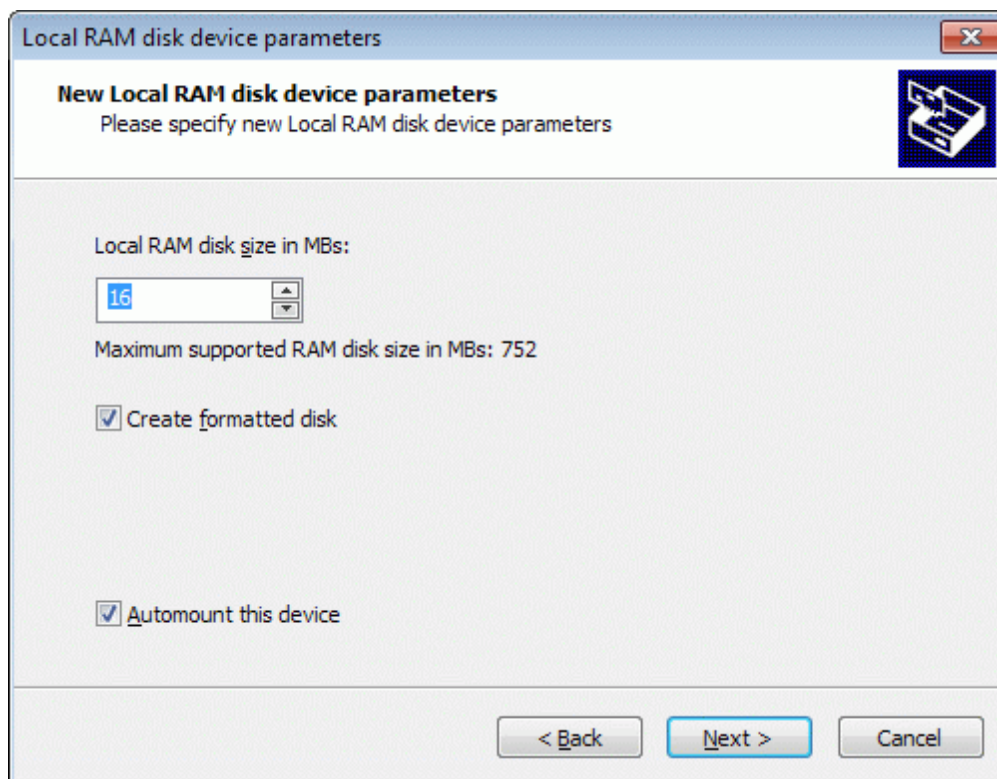 Local RAM disk device parameters
New Local RAM disk device parameters
Please specify new Local RAM disk device parameters
Local RAM disk size in MBs:
16
Maximum supported RAM disk size in MBs: 752
Create formatted disk
Automount this device
< Back Next > Cancel